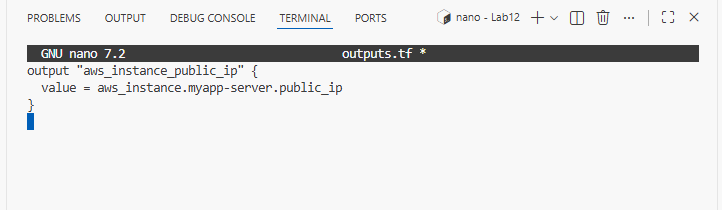 PROBLEMS OUTPUT DEBUG CONSOLE TERMINAL PORTS nano - Lab12
GNU nano 7.2 outputs.tf *
output "aws_instance_public_ip" {
  value = aws_instance.myapp-server.public_ip
}